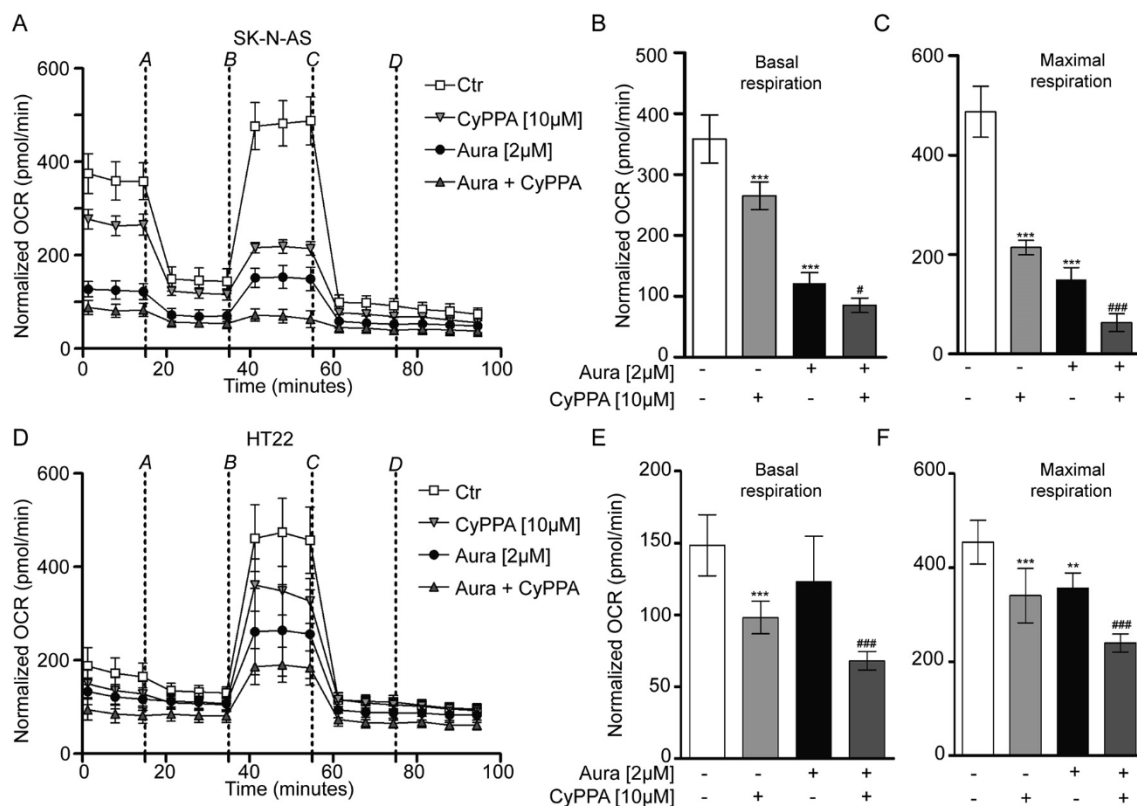 A
SK-N-AS
A
B
C
D
Ctr
CyPPA [10µM]
Aura [2µM]
Aura + CyPPA
Normalized OCR (pmol/min)
600
400
200
0
0 20 40 60 80 100
Time (minutes)
B
Basal
respiration
Normalized OCR (pmol/min)
500
400
300
200
100
0
***
***
#
Aura [2µM] - - + +
CyPPA [10µM] - + - +
C
Maximal
respiration
600
400
200
0
***
***
###
- - + +
- + - +
D
HT22
A
B
C
D
Ctr
CyPPA [10µM]
Aura [2µM]
Aura + CyPPA
Normalized OCR (pmol/min)
600
400
200
0
0 20 40 60 80 100
Time (minutes)
E
Basal
respiration
Normalized OCR (pmol/min)
200
150
100
50
0
***
###
Aura [2µM] - - + +
CyPPA [10µM] - + - +
F
Maximal
respiration
600
400
200
0
***
**
###
- - + +
- + - +